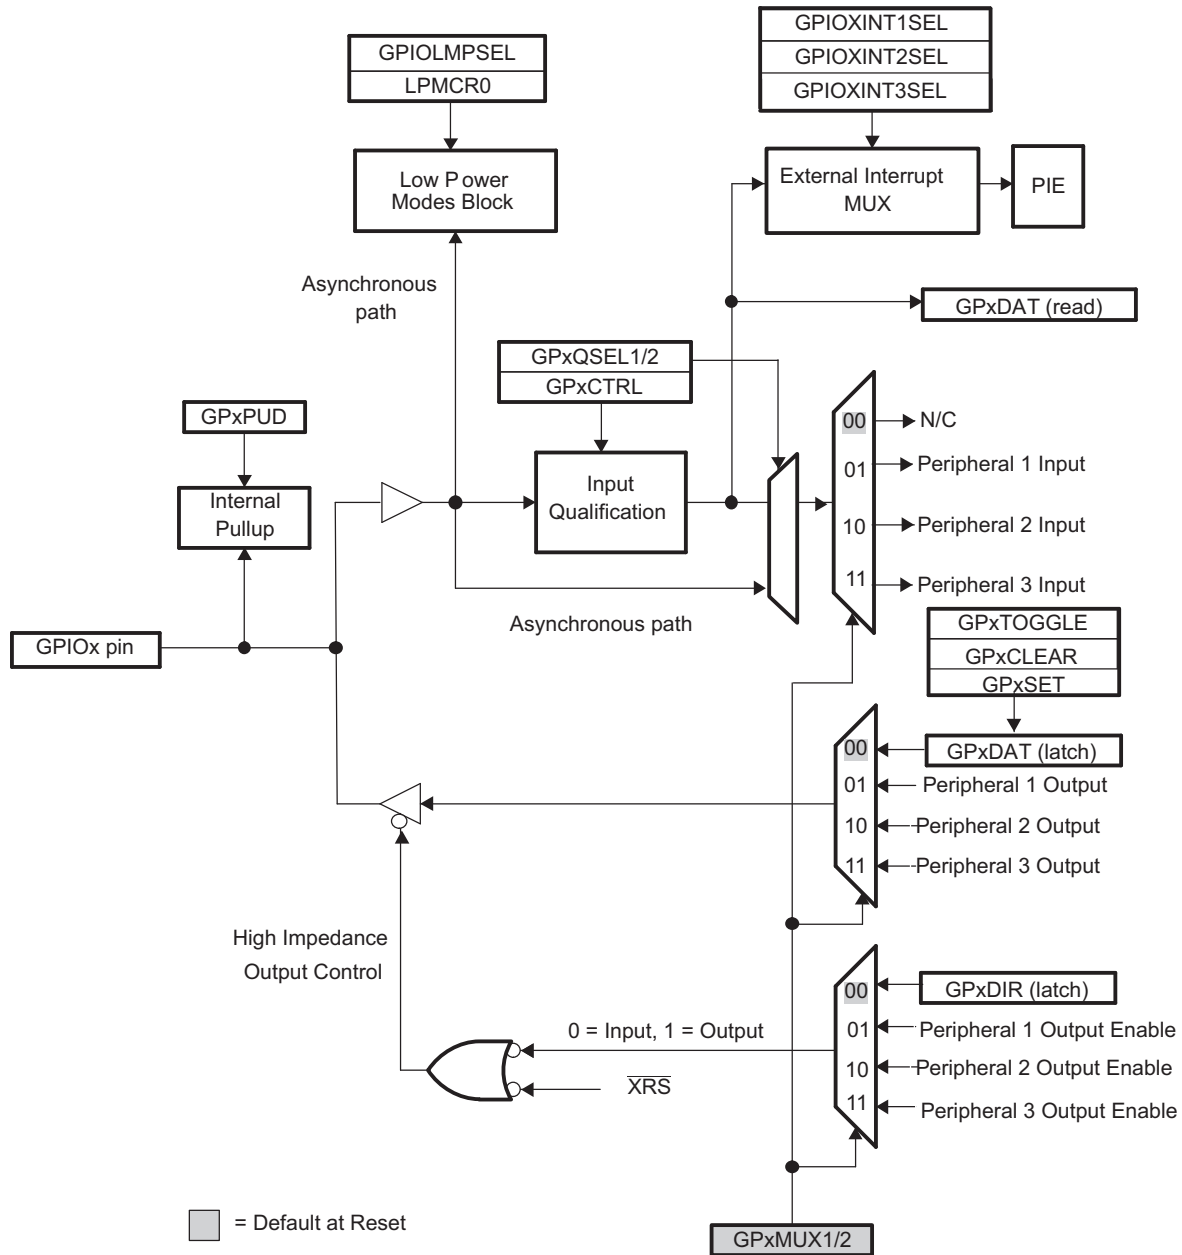 GPIOLMPSEL
LPMCR0
Low Power
Modes Block
GPIOXINT1SEL
GPIOXINT2SEL
GPIOXINT3SEL
External Interrupt
MUX
PIE
Asynchronous
path
GPxDAT (read)
GPxQSEL1/2
GPxCTRL
GPxPUD
Internal
Pullup
Input
Qualification
00
N/C
01
Peripheral 1 Input
10
Peripheral 2 Input
11
Peripheral 3 Input
Asynchronous path
GPIOx pin
GPxTOGGLE
GPxCLEAR
GPxSET
00
GPxDAT (latch)
01
Peripheral 1 Output
10
Peripheral 2 Output
11
Peripheral 3 Output
High Impedance
Output Control
00
GPxDIR (latch)
0 = Input, 1 = Output
01
Peripheral 1 Output Enable
10
Peripheral 2 Output Enable
XRS
11
Peripheral 3 Output Enable
= Default at Reset
GPxMUX1/2